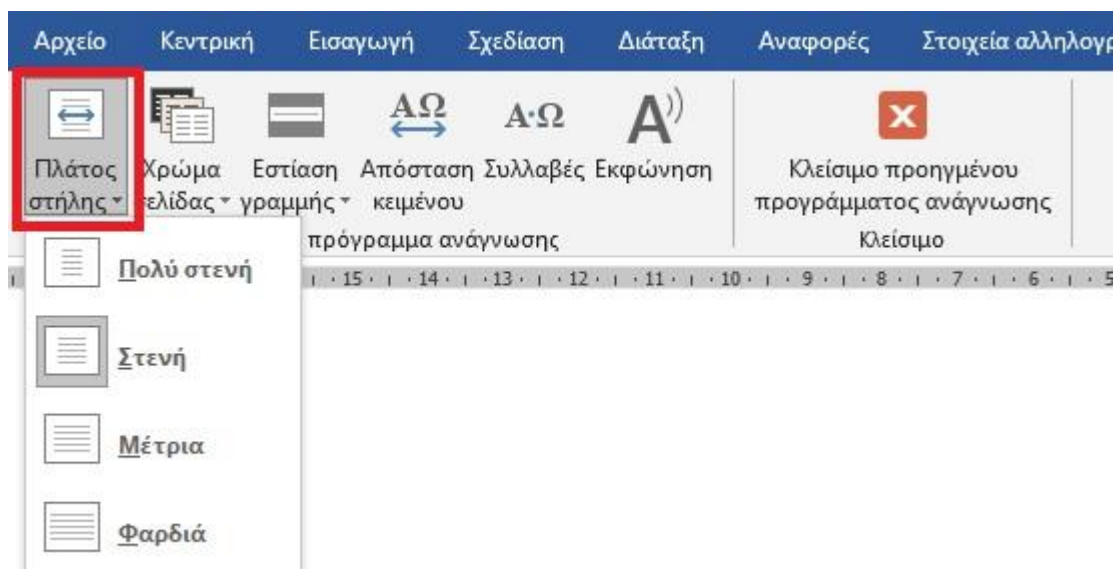 Αρχείο Κεντρική Εισαγωγή Σχεδίαση Διάταξη Αναφορές Στοιχεία
ΑΩ Α·Ω A
Πλάτος στήλης
Χρώμα
Εστίαση γραμμής
Απόσταση κειμένου
Συλλαβές
Εκφώνηση
Κλείσιμο προηγμένου
προγράμματος ανάγνωσης
πρόγραμμα ανάγνωσης
Κλείσιμο
15 14 13 12 11 10 9 8 7 6 5
Πολύ στενή
Στενή
Μέτρια
Φαρδιά